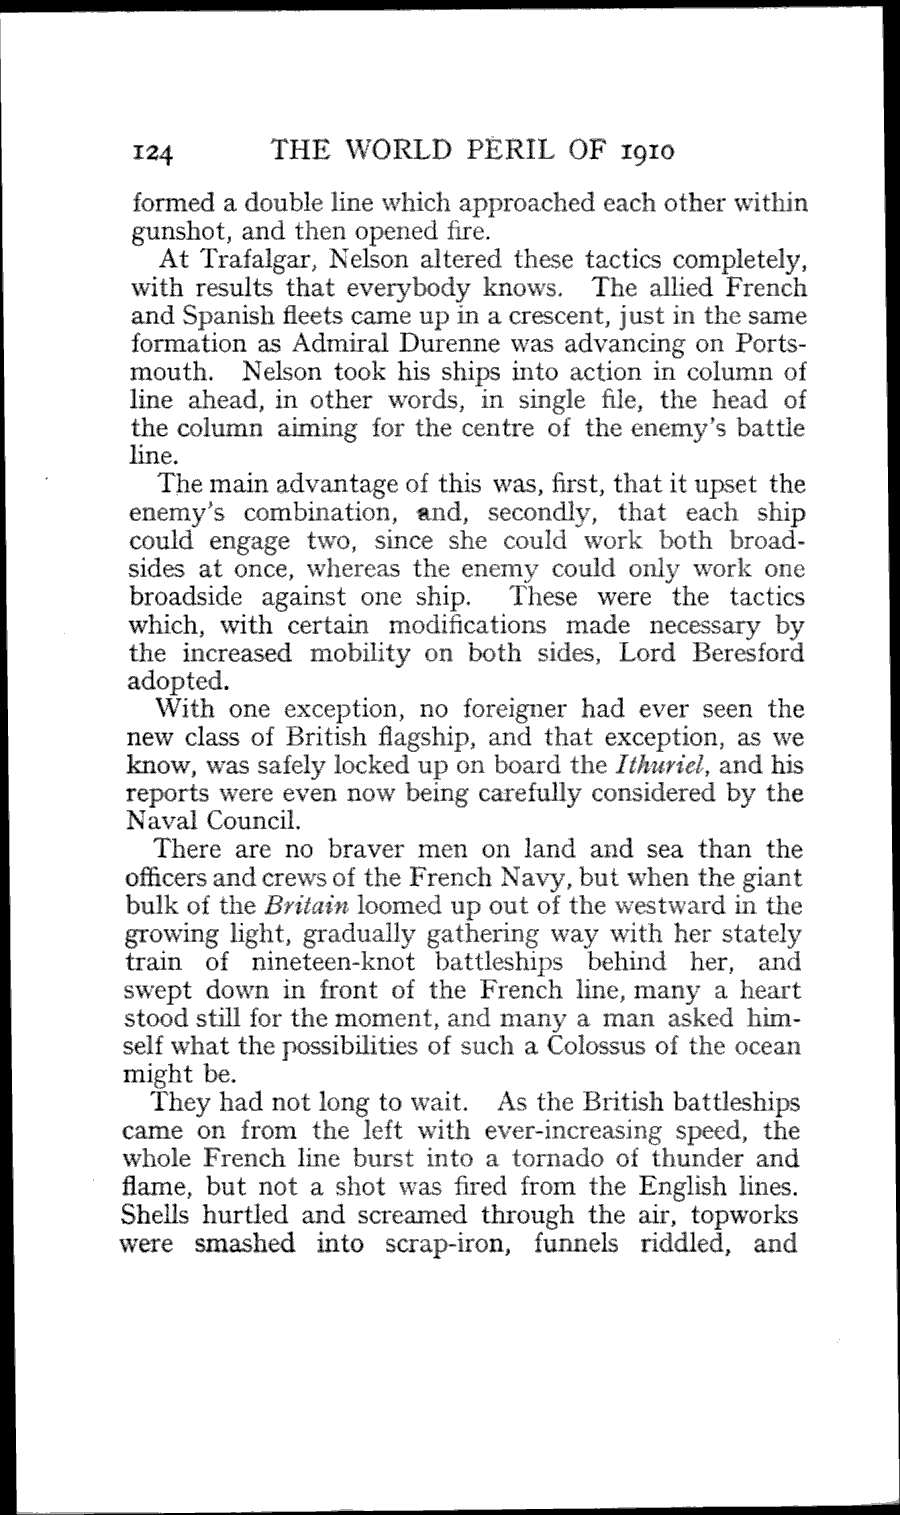 124 THE WORLD PERIL OF 1910
formed a double line which approached each other within
gunshot, and then opened fire.
At Trafalgar, Nelson altered these tactics completely,
with results that everybody knows. The allied French
and Spanish fleets came up in a crescent, just in the same
formation as Admiral Durenne was advancing on Ports-
mouth. Nelson took his ships into action in column of
line ahead, in other words, in single file, the head of
the column aiming for the centre of the enemy's battle
line.
The main advantage of this was, first, that it upset the
enemy's combination, and, secondly, that each ship
could engage two, since she could work both broad-
sides at once, whereas the enemy could only work one
broadside against one ship. These were the tactics
which, with certain modifications made necessary by
the increased mobility on both sides, Lord Beresford
adopted.
With one exception, no foreigner had ever seen the
new class of British flagship, and that exception, as we
know, was safely locked up on board the Ithuriel, and his
reports were even now being carefully considered by the
Naval Council.
There are no braver men on land and sea than the
officers and crews of the French Navy, but when the giant
bulk of the Britain loomed up out of the westward in the
growing light, gradually gathering way with her stately
train of nineteen-knot battleships behind her, and
swept down in front of the French line, many a heart
stood still for the moment, and many a man asked him-
self what the possibilities of such a Colossus of the ocean
might be.
They had not long to wait. As the British battleships
came on from the left with ever-increasing speed, the
whole French line burst into a tornado of thunder and
flame, but not a shot was fired from the English lines.
Shells hurtled and screamed through the air, topworks
were smashed into scrap-iron, funnels riddled, and